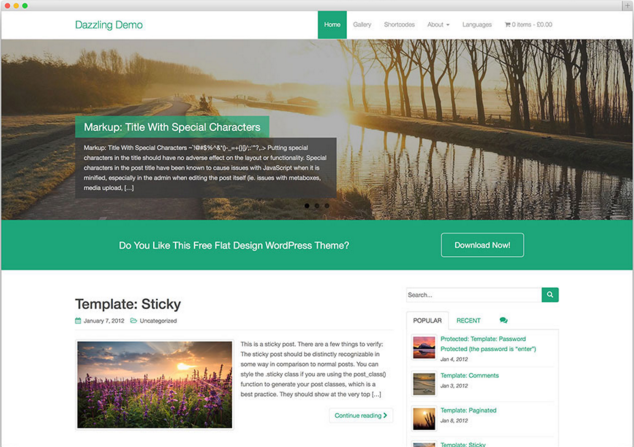 Dazzling Demo
Home Gallery Shortcodes About Languages 0 items - £0.00
Markup: Title With Special Characters
Markup: Title With Special Characters ~`!@#$%^&*()-_=+{}[]/;:'"?,.> Putting special
characters in the title should have no adverse effect on the layout or functionality. Special
characters in the post title have been known to cause issues with JavaScript when it is
minified, especially in the admin when editing the post itself (ie. issues with metaboxes,
media upload, [...]
Do You Like This Free Flat Design WordPress Theme?
Download Now!
Search...
Template: Sticky
January 7, 2012 Uncategorized
This is a sticky post. There are a few things to verify:
The sticky post should be distinctly recognizable in
some way in comparison to normal posts. You can
style the .sticky class if you are using the post_class()
function to generate your post classes, which is a
best practice. They should show at the very top [...]
Continue reading
POPULAR RECENT
Protected: Template: Password
Protected (the password is "enter")
Jan 4, 2012
Template: Comments
Jan 3, 2012
Template: Paginated
Jan 8, 2012
Template: Sticky